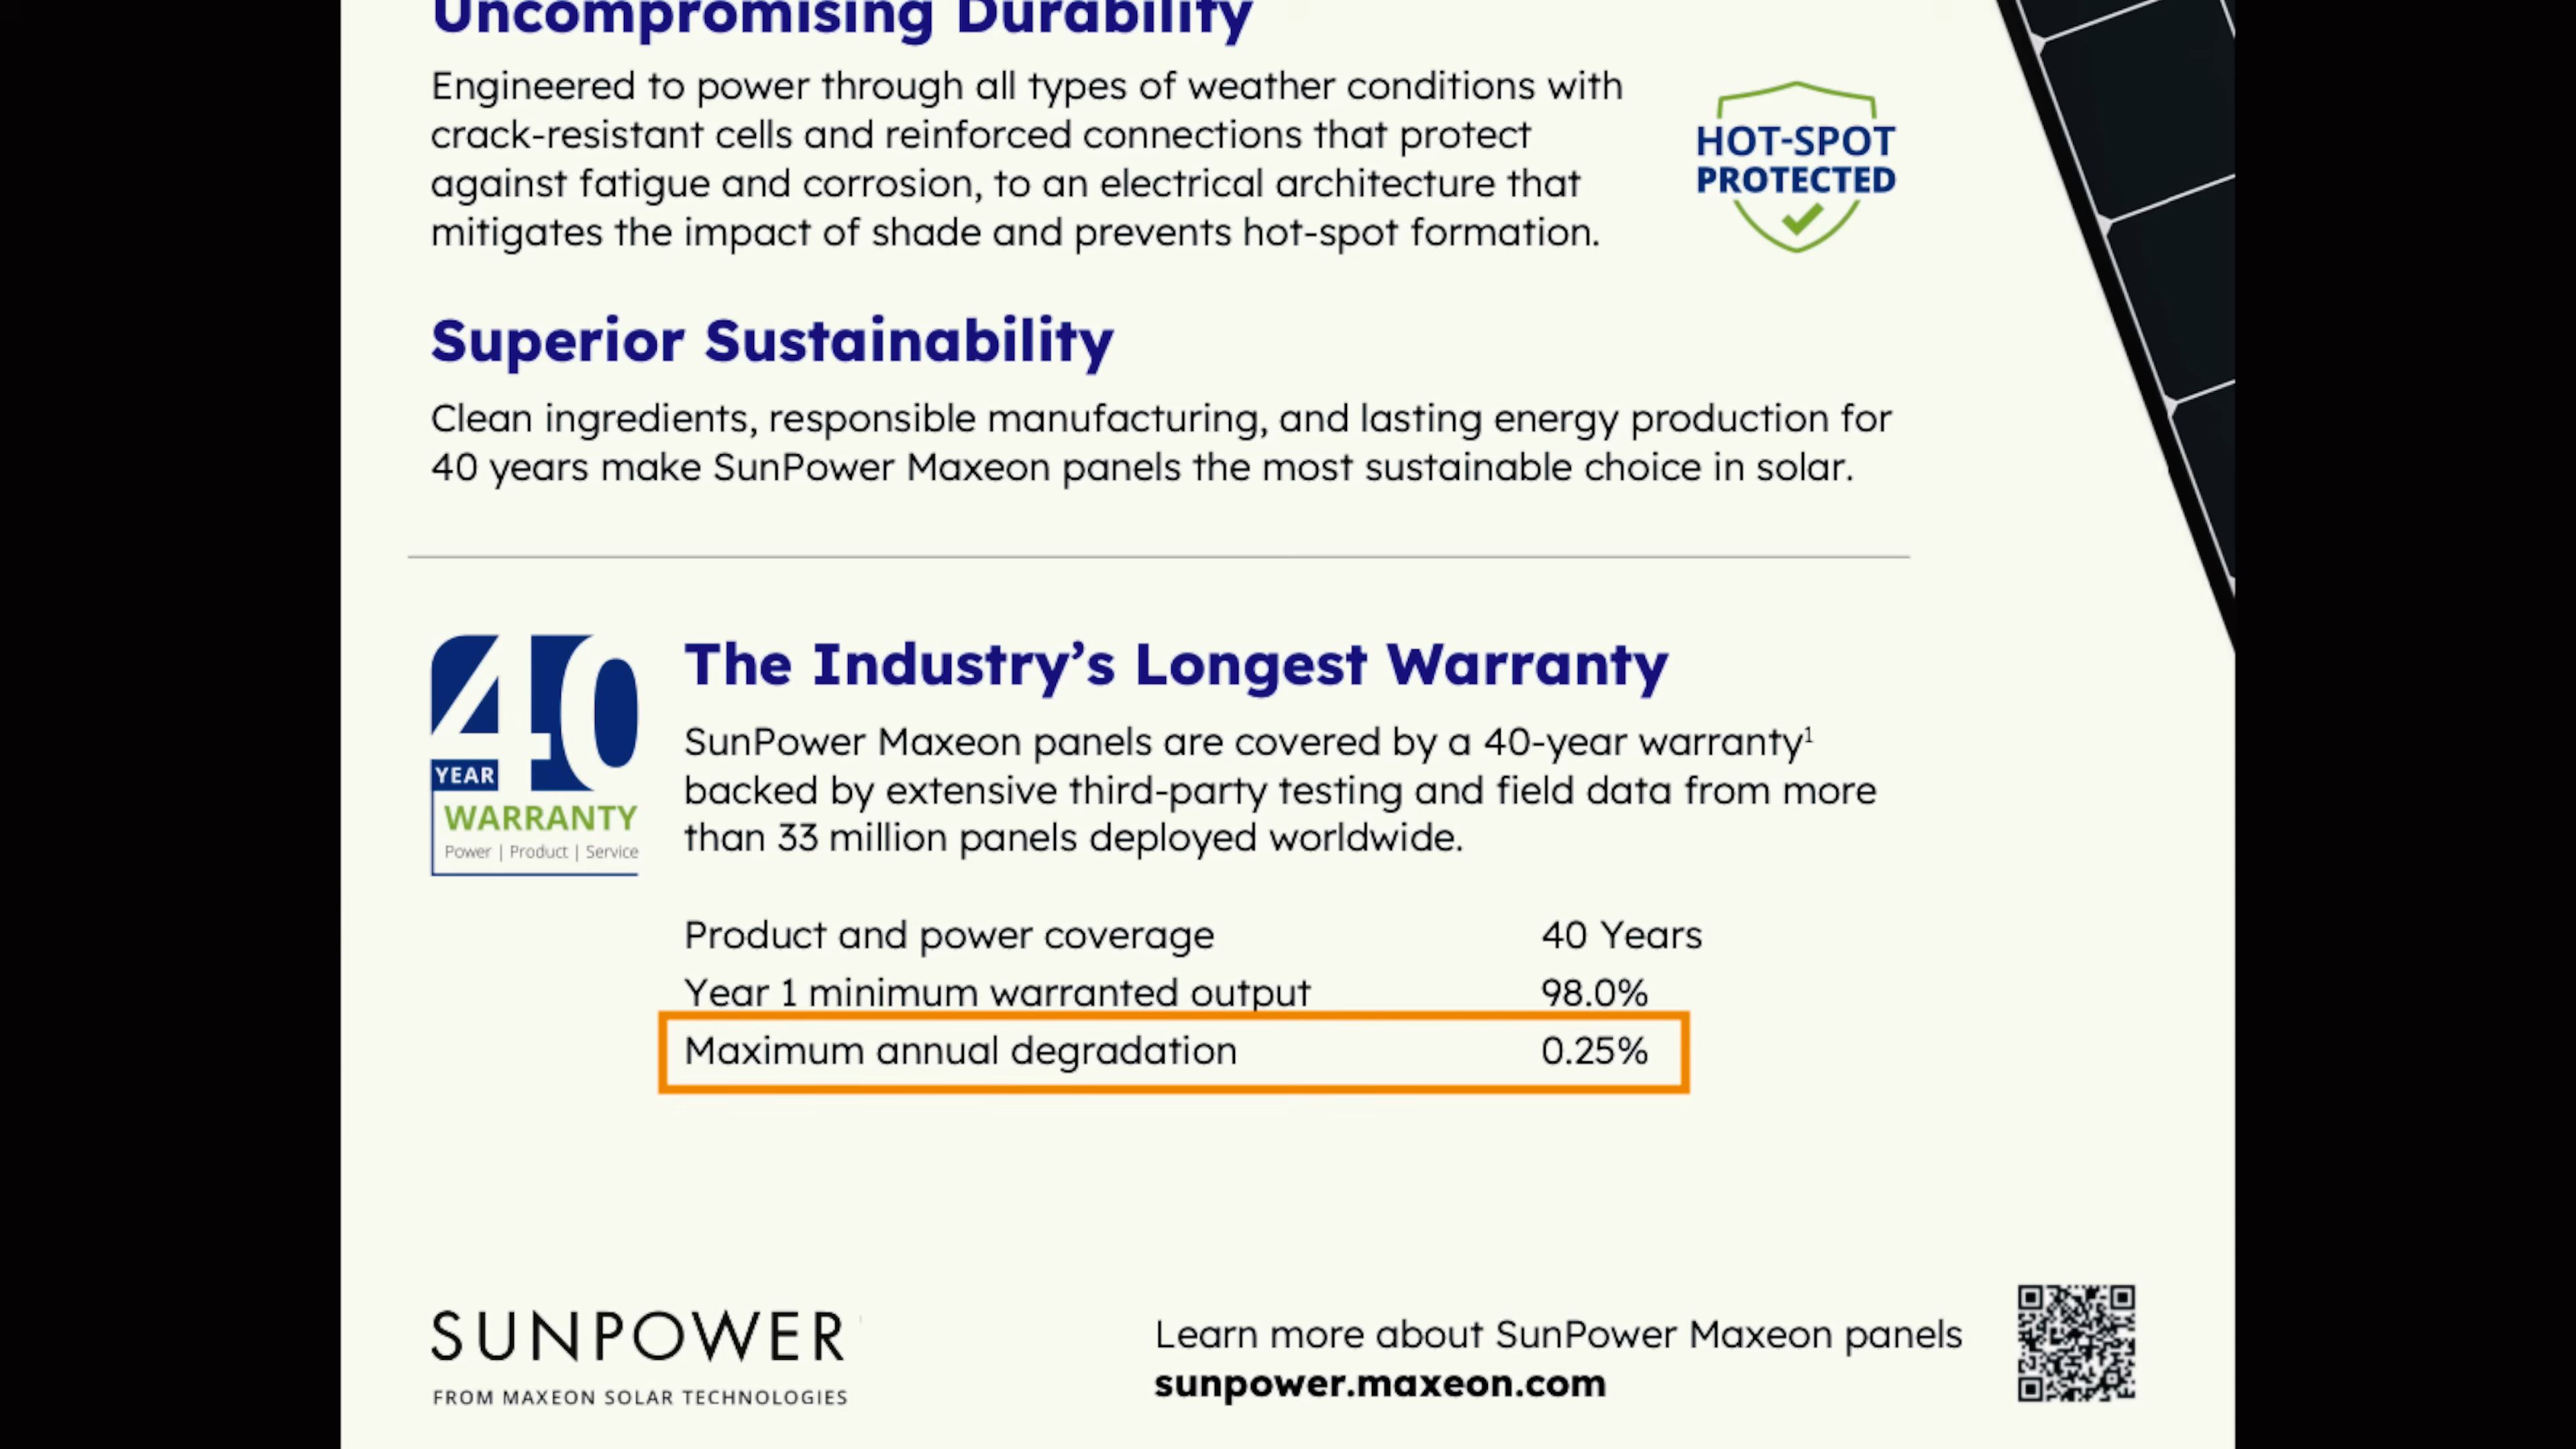 Uncompromising Durability
Engineered to power through all types of weather conditions with
crack-resistant cells and reinforced connections that protect
against fatigue and corrosion, to an electrical architecture that
mitigates the impact of shade and prevents hot-spot formation.
HOT-SPOT
PROTECTED
Superior Sustainability
Clean ingredients, responsible manufacturing, and lasting energy production for
40 years make SunPower Maxeon panels the most sustainable choice in solar.
40
YEAR
WARRANTY
Power | Product | Service
The Industry’s Longest Warranty
SunPower Maxeon panels are covered by a 40-year warranty¹
backed by extensive third-party testing and field data from more
than 33 million panels deployed worldwide.
Product and power coverage 40 Years
Year 1 minimum warranted output 98.0%
Maximum annual degradation 0.25%
SUNPOWER
FROM MAXEON SOLAR TECHNOLOGIES
Learn more about SunPower Maxeon panels
sunpower.maxeon.com